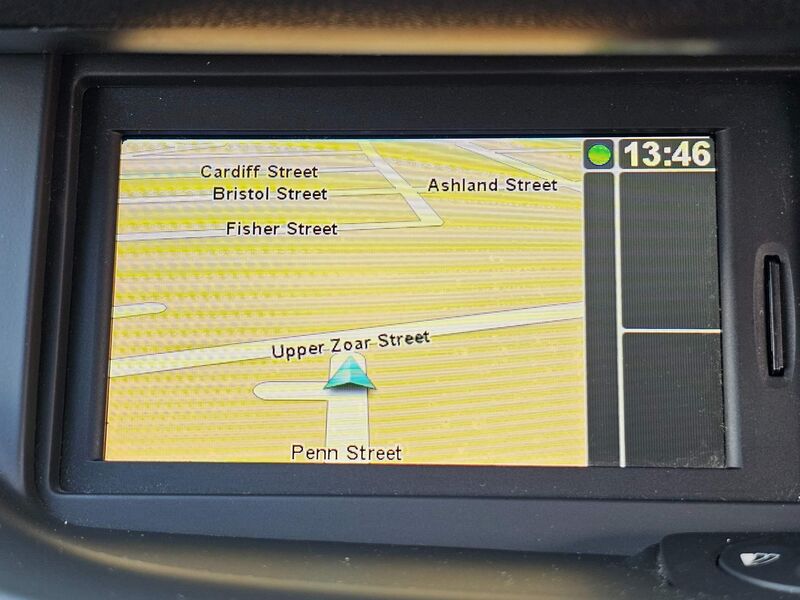 13:46
Cardiff Street
Ashland Street
Bristol Street
Fisher Street
Upper Zoar Street
Penn Street